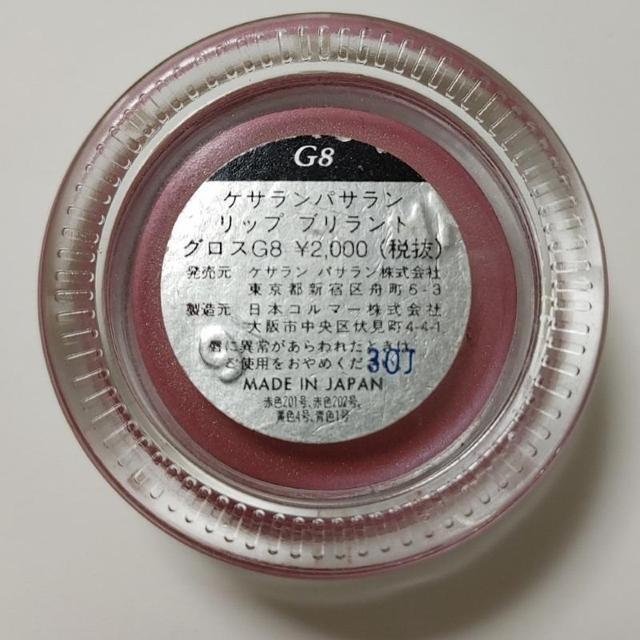 G8
ケサランパサラン
リップ ブリラント
グロスG8 ¥2,000 (税抜)
発売元 ケサラン パサラン株式会社
東京都新宿区舟町6-3
製造元 日本コルマー株式会社
大阪市中央区伏見町4-4-1
唇に異常があらわれたときは、
ご使用をおやめくだ
30J
MADE IN JAPAN
赤色201号、赤色202号、
黄色4号、青色1号